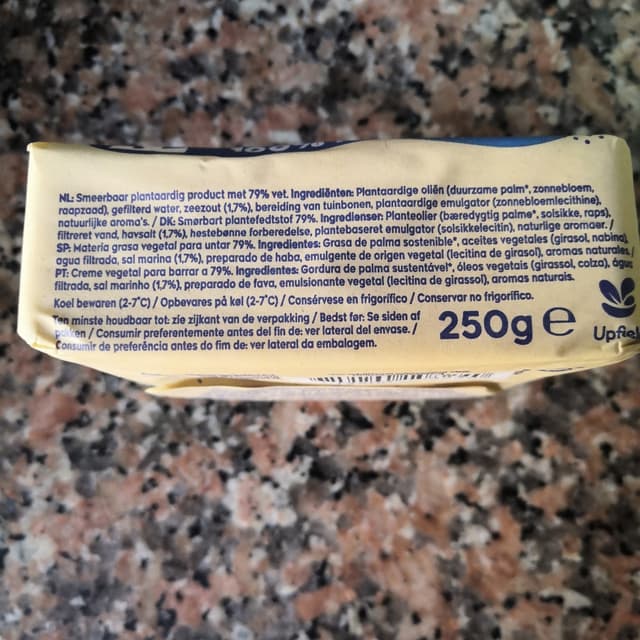 NL: Smeerbaar plantaardig product met 79% vet. Ingrediënten: Plantaardige oliën (duurzame palm*, zonnebloem,
raapzaad), gefilterd water, zeezout (1,7%), bereiding van tuinbonen, plantaardige emulgator (zonnebloemlecithine),
natuurlijke aroma's. / DK: Smørbart plantefedtstof 79%. Ingredienser: Planteolier (bæredygtig palme*, solsikke, raps),
filtreret vand, havsalt (1,7%), hestebønne forberedelse, plantebaseret emulgator (solsikkelecitin), naturlige aromaer. /
SP: Materia grasa vegetal para untar 79%. Ingredientes: Grasa de palma sostenible*, aceites vegetales (girasol, nabina),
agua filtrada, sal marina (1,7%), preparado de haba, emulgente de origen vegetal (lecitina de girasol), aromas naturales. /
PT: Creme vegetal para barrar a 79%. Ingredientes: Gordura de palma sustentável*, óleos vegetais (girassol, colza), água
filtrada, sal marinho (1,7%), preparado de fava, emulsionante vegetal (lecitina de girassol), aromas naturais.
Koel bewaren (2-7°C) / Opbevares på køl (2-7°C) / Consérvese en frigorífico / Conservar no frigorífico.
Ten minste houdbaar tot: zie zijkant van de verpakking / Bedst før: Se siden af
pakken / Consumir preferentemente antes del fin de: ver lateral del envase. /
Consumir de preferência antes do fim de: ver lateral da embalagem.
250g e
Upfield